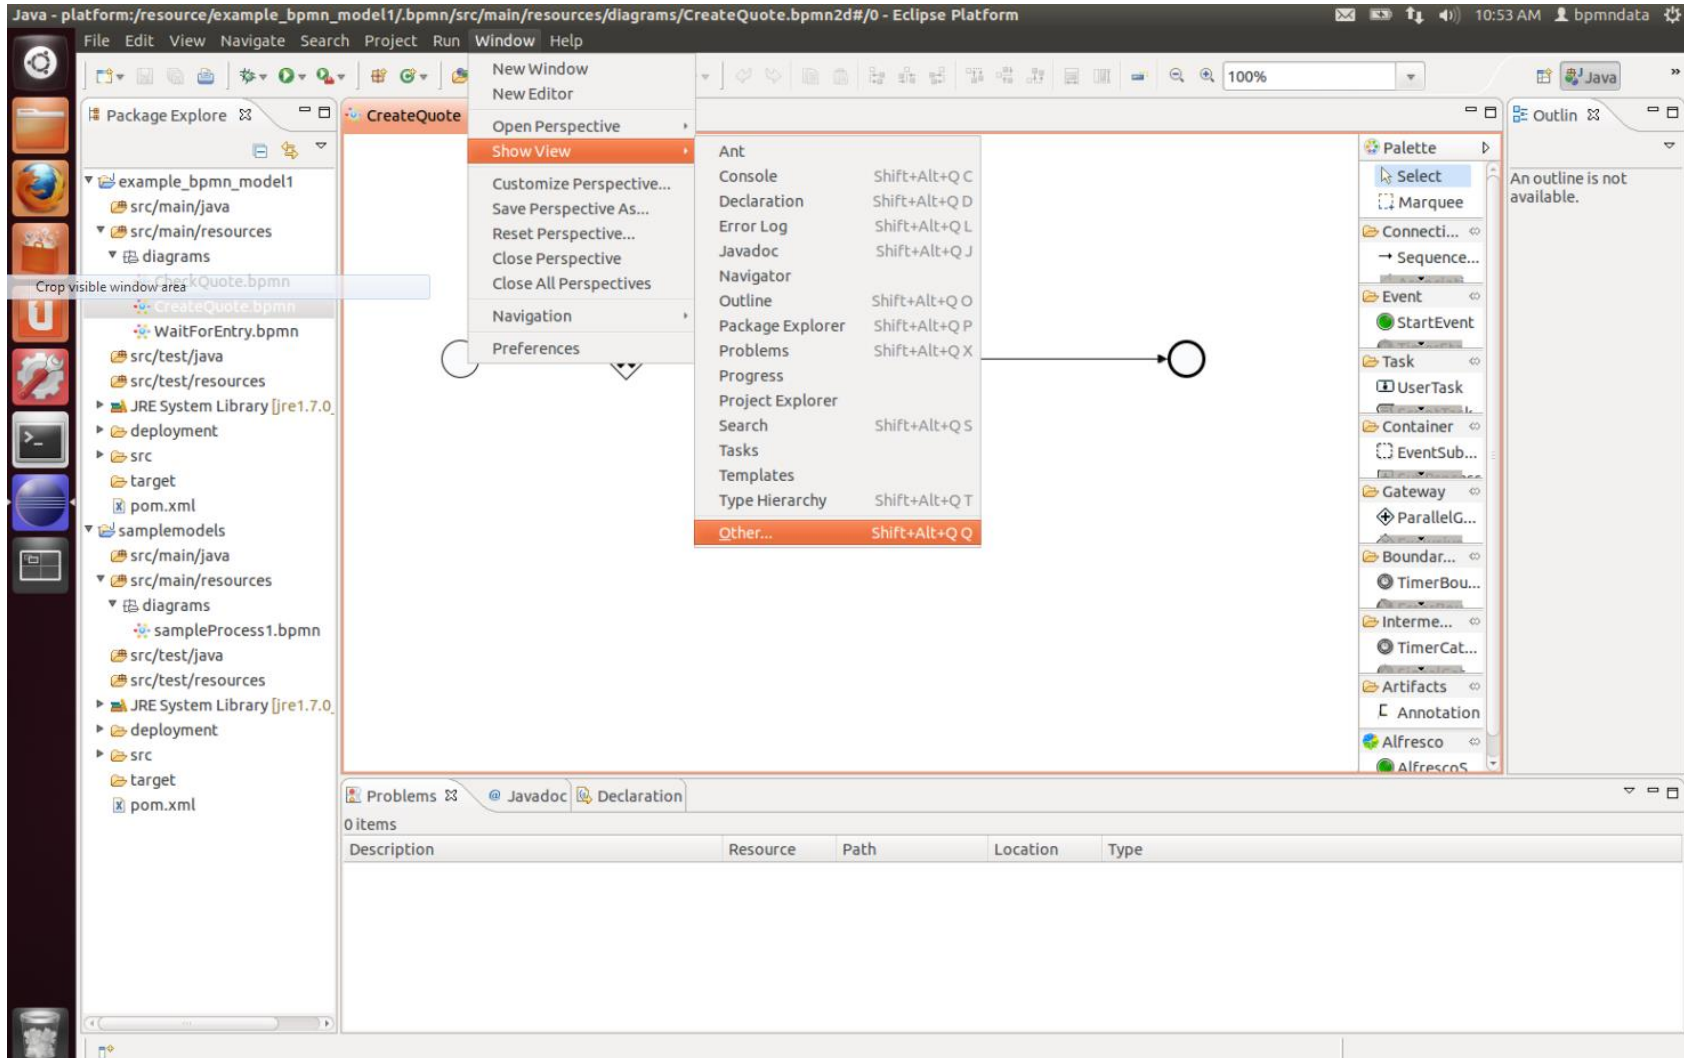 Java - platform:/resource/example_bpmn_model1/.bpmn/src/main/resources/diagrams/CreateQuote.bpmn2d#/0 - Eclipse Platform
10:53 AM bpmndata
File Edit View Navigate Search Project Run Window Help
100%
Java
»
Package Explore
CreateQuote
Outlin
New Window
New Editor
Open Perspective
Show View
Customize Perspective...
Save Perspective As...
Reset Perspective...
Close Perspective
Close All Perspectives
Navigation
Preferences
Ant
Console Shift+Alt+Q C
Declaration Shift+Alt+Q D
Error Log Shift+Alt+Q L
Javadoc Shift+Alt+Q J
Navigator
Outline Shift+Alt+Q O
Package Explorer Shift+Alt+Q P
Problems Shift+Alt+Q X
Progress
Project Explorer
Search Shift+Alt+Q S
Tasks
Templates
Type Hierarchy Shift+Alt+Q T
Other... Shift+Alt+Q Q
example_bpmn_model1
src/main/java
src/main/resources
diagrams
CheckQuote.bpmn
Crop visible window area
CreateQuote.bpmn
WaitForEntry.bpmn
src/test/java
src/test/resources
JRE System Library [jre1.7.0_
deployment
src
target
pom.xml
samplemodels
src/main/java
src/main/resources
diagrams
sampleProcess1.bpmn
src/test/java
src/test/resources
JRE System Library [jre1.7.0_
deployment
src
target
pom.xml
Palette
Select
Marquee
Connecti...
Sequence...
Event
StartEvent
Task
UserTask
Container
EventSub...
Gateway
ParallelG...
Boundar...
TimerBou...
Interme...
TimerCat...
Artifacts
Annotation
Alfresco
AlfrescoS
An outline is not
available.
Problems Javadoc Declaration
0 items
Description Resource Path Location Type